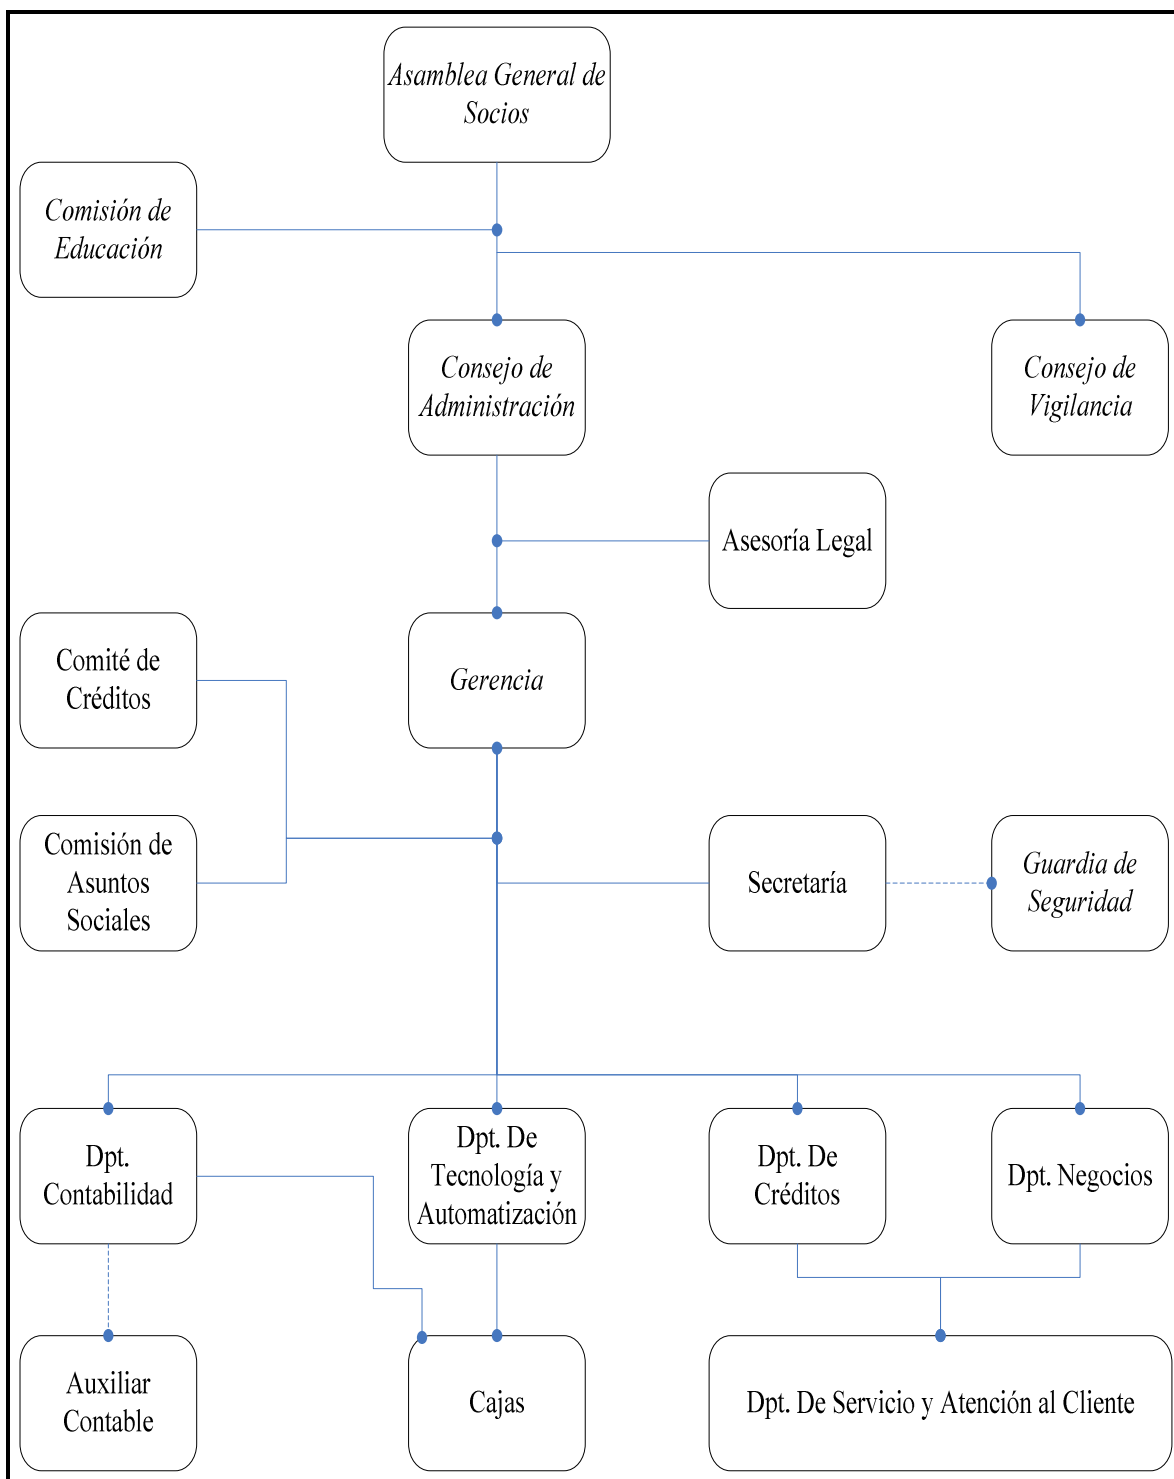 Asamblea General de
Socios
Comisión de
Educación
Consejo de
Administración
Consejo de
Vigilancia
Asesoría Legal
Comité de
Créditos
Gerencia
Comisión de
Asuntos
Sociales
Secretaría
Guardia de
Seguridad
Dpt.
Contabilidad
Dpt. De
Tecnología y
Automatización
Dpt. De
Créditos
Dpt. Negocios
Auxiliar
Contable
Cajas
Dpt. De Servicio y Atención al Cliente